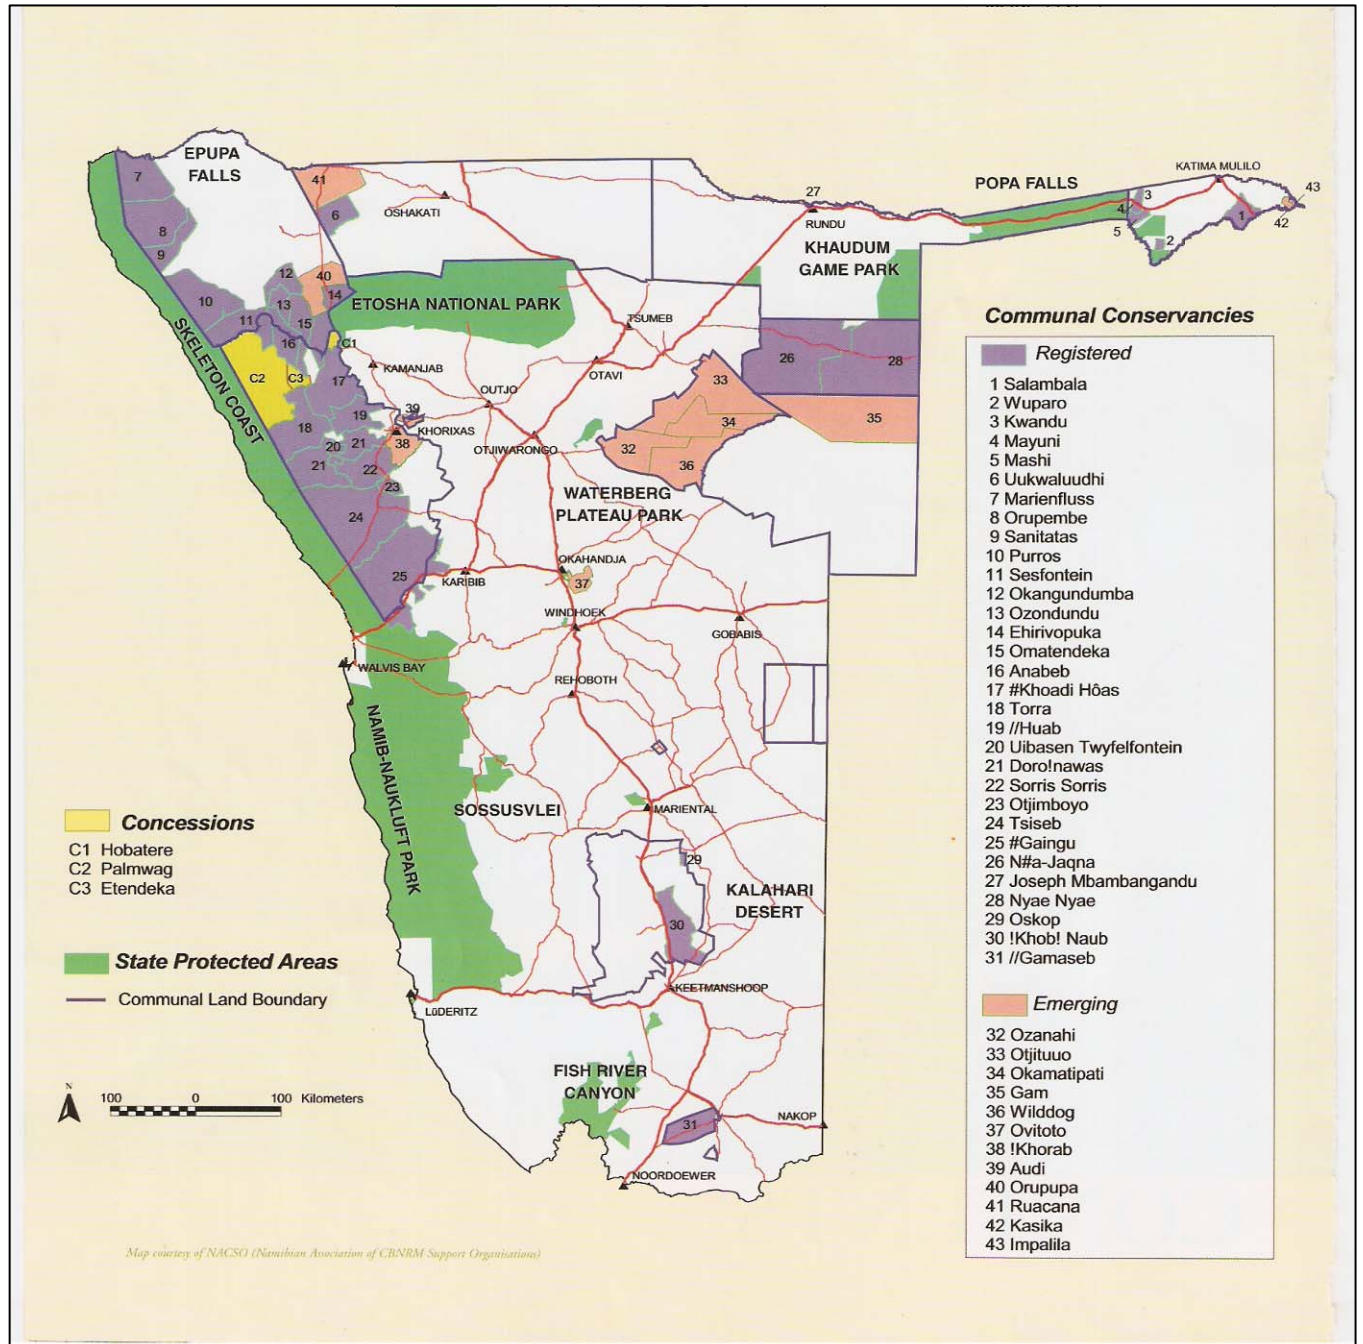 EPUPA
FALLS
7
8
9
10
11
12
13
14
15
16
40
41
6
OSHAKATI
27
RUNDU
POPA FALLS
KATIMA MULILO
3
4
5
2
1
43
42
KHAUDUM
GAME PARK
ETOSHA NATIONAL PARK
SKELETON COAST
C1
C2
C3
17
18
19
20
21
21
22
23
24
25
39
38
KAMANJAB
KHORIXAS
OUTJO
TSUMEB
OTAVI
OTJIWARONGO
26
28
33
34
35
32
36
WATERBERG
PLATEAU PARK
OKAHANDJA
37
KARIBIB
WINDHOEK
GOBABIS
WALVIS BAY
REHOBOTH
NAMIB-NAUKLUFT PARK
SOSSUSVLEI
MARIENTAL
29
KALAHARI
DESERT
30
KEETMANSHOOP
LüDERITZ
FISH RIVER
CANYON
31
NAKOP
NOORDOEWER
Communal Conservancies
Registered
1 Salambala
2 Wuparo
3 Kwandu
4 Mayuni
5 Mashi
6 Uukwaluudhi
7 Marienfluss
8 Orupembe
9 Sanitatas
10 Purros
11 Sesfontein
12 Okangundumba
13 Ozondundu
14 Ehirivopuka
15 Omatendeka
16 Anabeb
17 #Khoadi Hôas
18 Torra
19 //Huab
20 Uibasen Twyfelfontein
21 Doro!nawas
22 Sorris Sorris
23 Otjimboyo
24 Tsiseb
25 #Gaingu
26 N#a-Jaqna
27 Joseph Mbambangandu
28 Nyae Nyae
29 Oskop
30 !Khob! Naub
31 //Gamaseb
Emerging
32 Ozanahi
33 Otjituuo
34 Okamatipati
35 Gam
36 Wilddog
37 Ovitoto
38 !Khorab
39 Audi
40 Orupupa
41 Ruacana
42 Kasika
43 Impalila
Concessions
C1 Hobatere
C2 Palmwag
C3 Etendeka
State Protected Areas
Communal Land Boundary
N
100 0 100 Kilometers
Map courtesy of NACSO (Namibian Association of CBNRM Support Organisations)